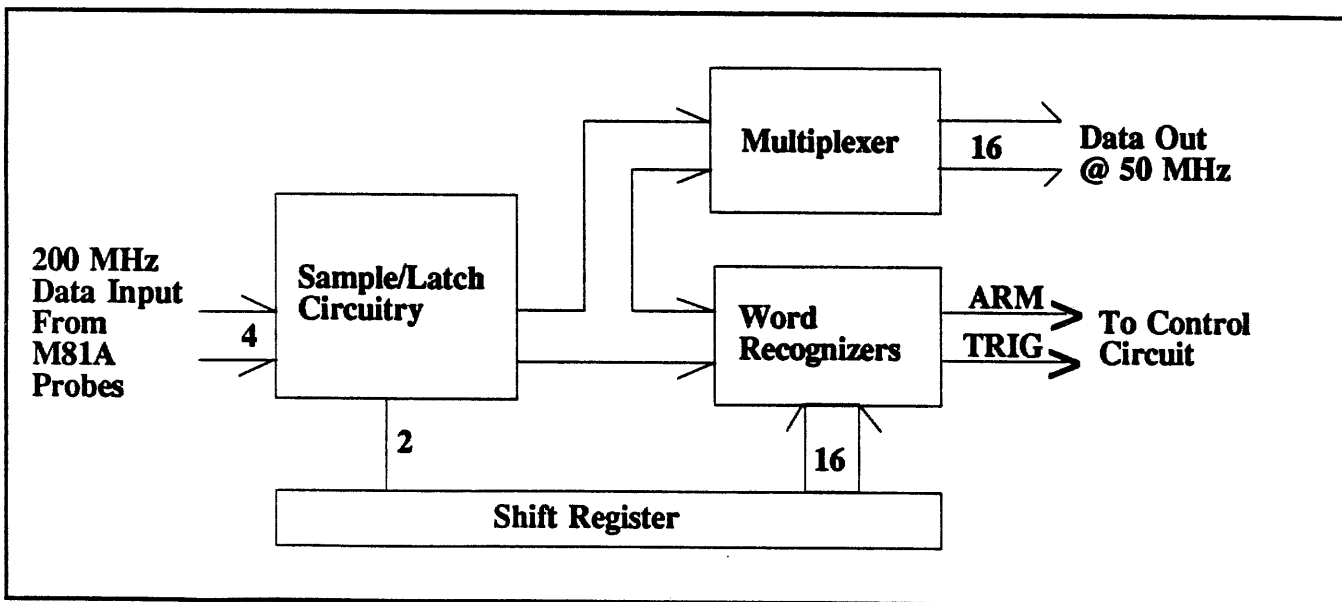 200 MHz
Data Input
From
M81A
Probes
4
Sample/Latch
Circuitry
2
Multiplexer
16
Data Out
@ 50 MHz
Word
Recognizers
ARM
TRIG
To Control
Circuit
16
Shift Register